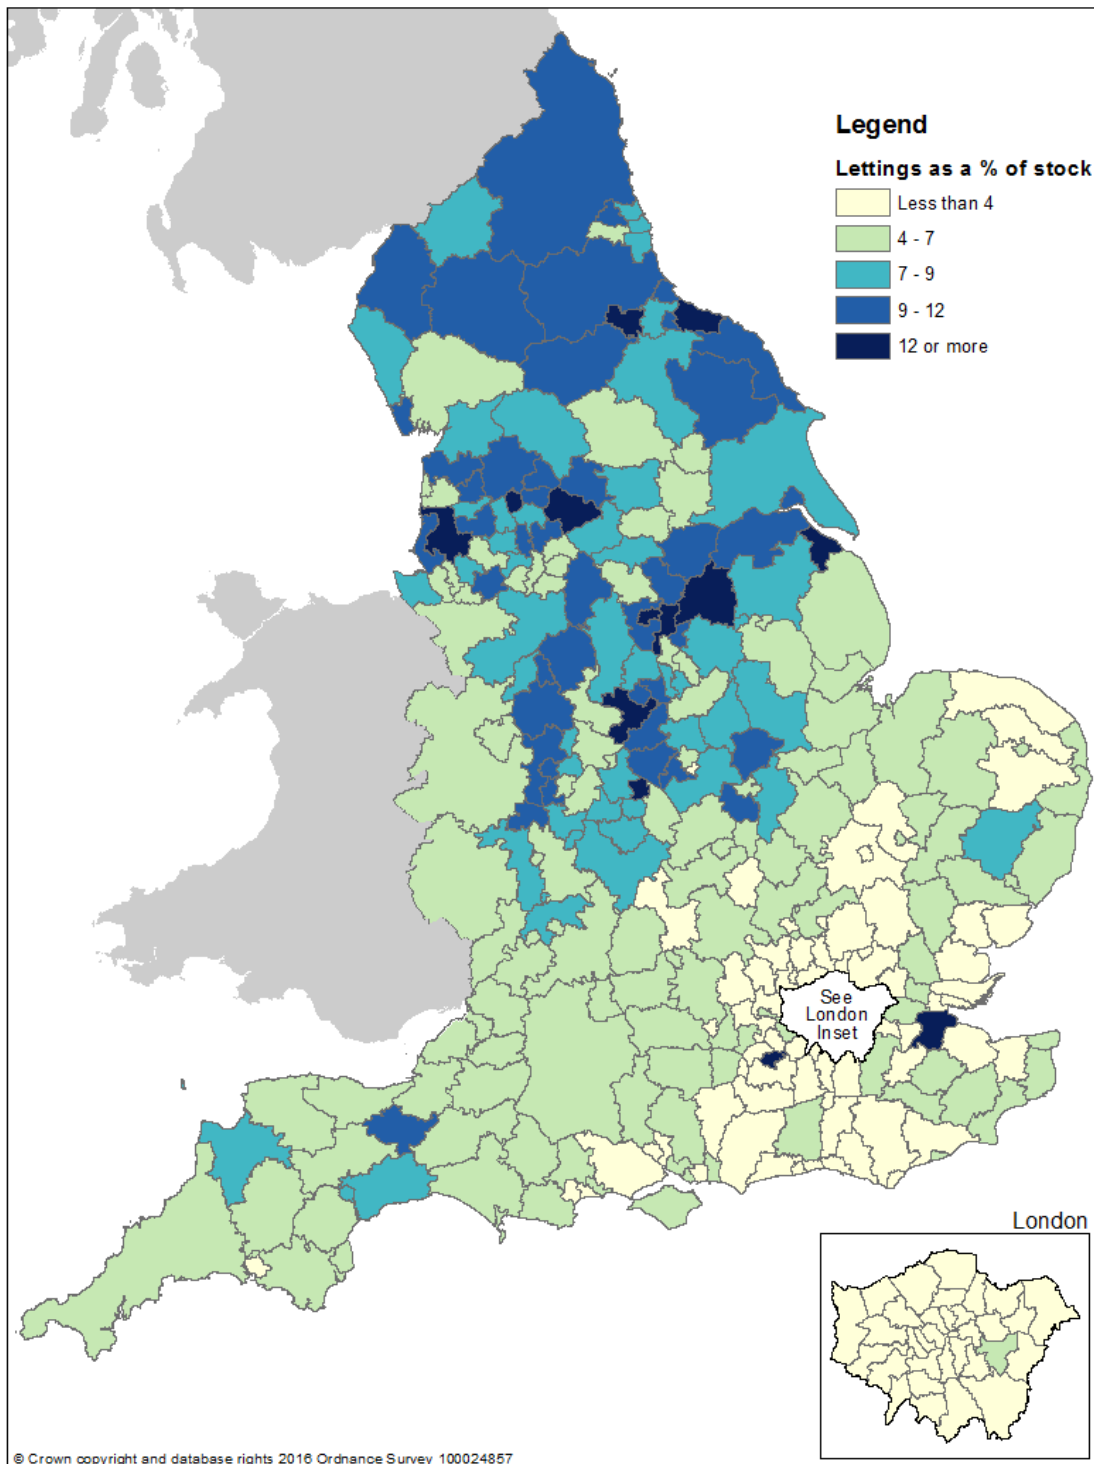 Legend
Lettings as a % of stock
Less than 4
4 - 7
7 - 9
9 - 12
12 or more
See
London
Inset
London
© Crown copyright and database rights 2016 Ordnance Survey 100024857